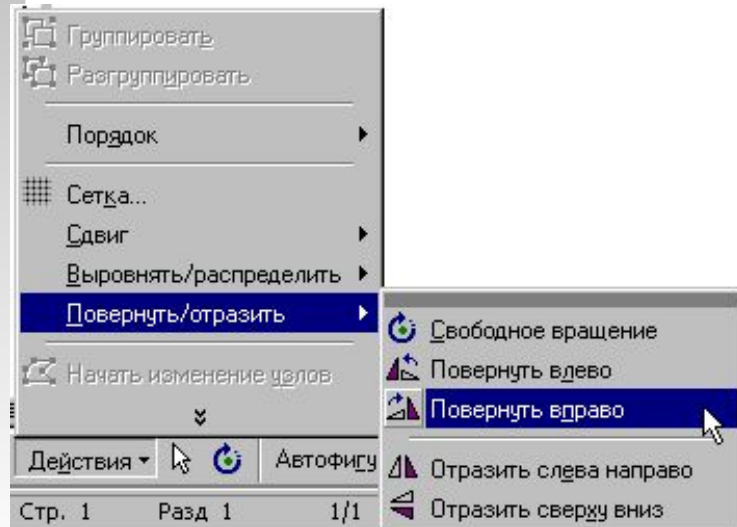 Группировать
Разгруппировать
Порядок
Сетка...
Сдвиг
Выровнять/распределить
Повернуть/отразить
Начать изменение узлов
Свободное вращение
Повернуть влево
Повернуть вправо
Отразить слева направо
Отразить сверху вниз
Действия Автофигу
Стр. 1 Разд 1 1/1